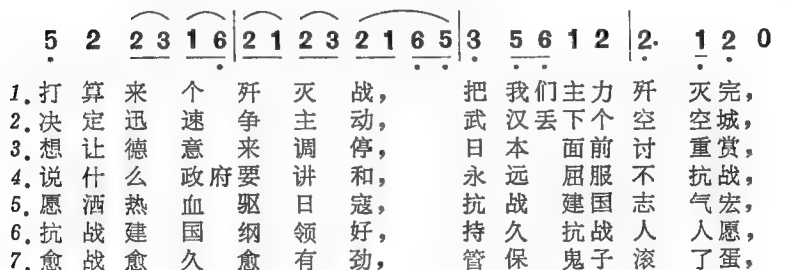 5 2 2 3 1 6 | 2 1 2 3 2 1 6 5 | 3 5 6 1 2 | 2. 1 2 0
1. 打 算 来 个 歼 灭 战， 把 我们 主 力 歼 灭 完，
2. 决 定 迅 速 争 主 动， 武 汉 丢 下 个 空 空 城，
3. 想 让 德 意 来 调 停， 日 本 面 前 讨 重 赏，
4. 说 什 么 政府 要 讲 和， 永 远 屈 服 不 抗 战，
5. 愿 洒 热 血 驱 日 寇， 抗 战 建 国 志 气 宏，
6. 抗 战 建 国 纲 领 好， 持 久 抗 战 人 人 愿，
7. 愈 战 愈 久 愈 有 劲， 管 保 鬼 子 滚 了 蛋，